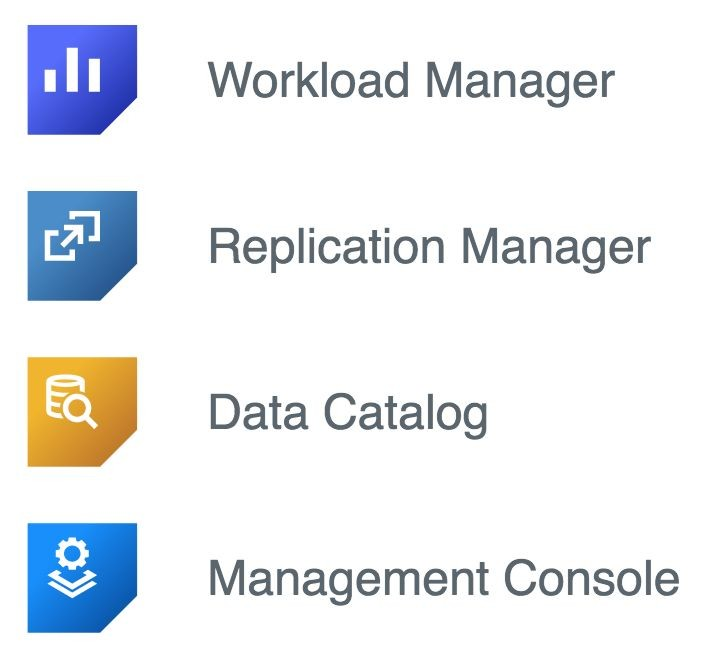 Workload Manager
Replication Manager
Data Catalog
Management Console